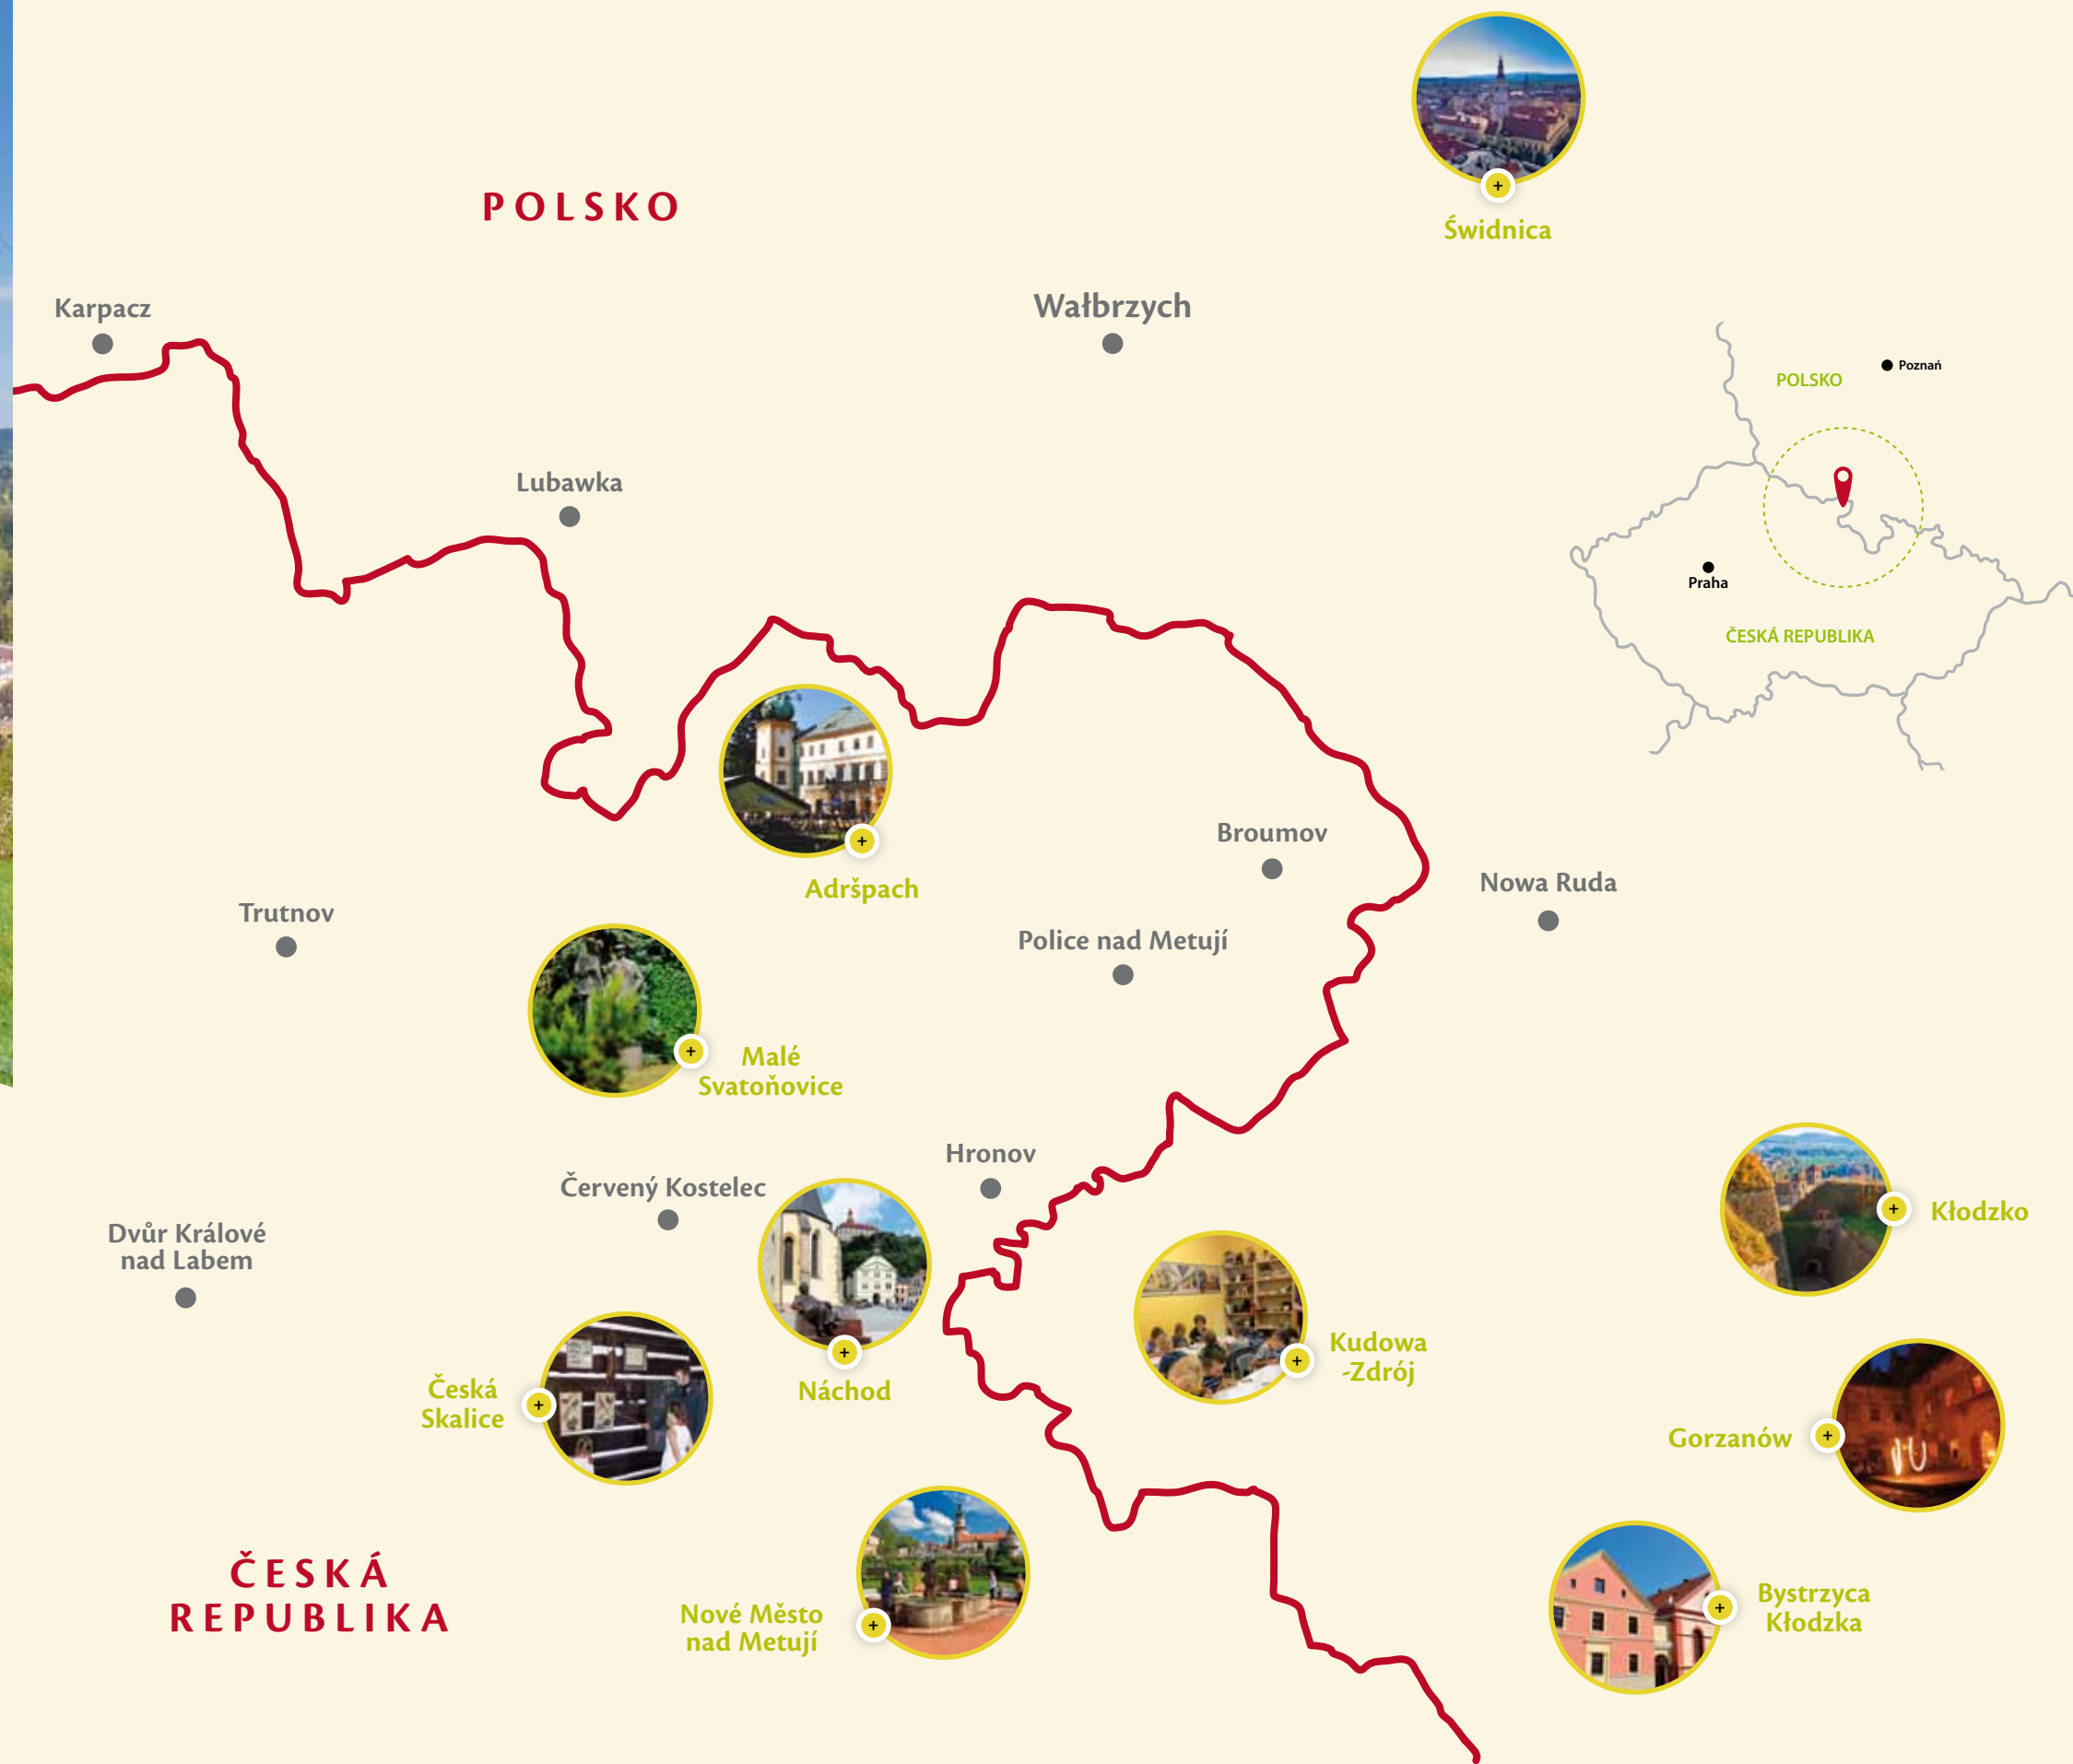 Świdnica
POLSKO
Karpacz
Wałbrzych
Poznań
POLSKO
Lubawka
Praha
ČESKÁ REPUBLIKA
Broumov
Nowa Ruda
Adršpach
Trutnov
Police nad Metují
Malé
Svatoňovice
Hronov
Červený Kostelec
Kłodzko
Dvůr Králové
nad Labem
Kudowa
-Zdrój
Česká
Skalice
Náchod
Gorzanów
ČESKÁ
REPUBLIKA
Nové Město
nad Metují
Bystrzyca
Kłodzka